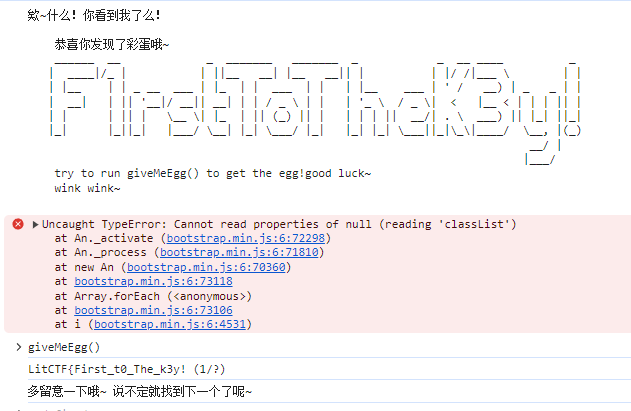 欸~什么！你看到我了么！
恭喜你发现了彩蛋哦~
F1rstToTheK3y!
try to run giveMeEgg() to get the egg!good luck~
wink wink~
Uncaught TypeError: Cannot read properties of null (reading 'classList')
at An._activate (bootstrap.min.js:6:72298)
at An._process (bootstrap.min.js:6:71810)
at new An (bootstrap.min.js:6:70360)
at bootstrap.min.js:6:73118
at Array.forEach (<anonymous>)
at bootstrap.min.js:6:73106
at i (bootstrap.min.js:6:4531)
> giveMeEgg()
LitCTF{First_t0_The_k3y! (1/?)
多留意一下哦~ 说不定就找到下一个了呢~